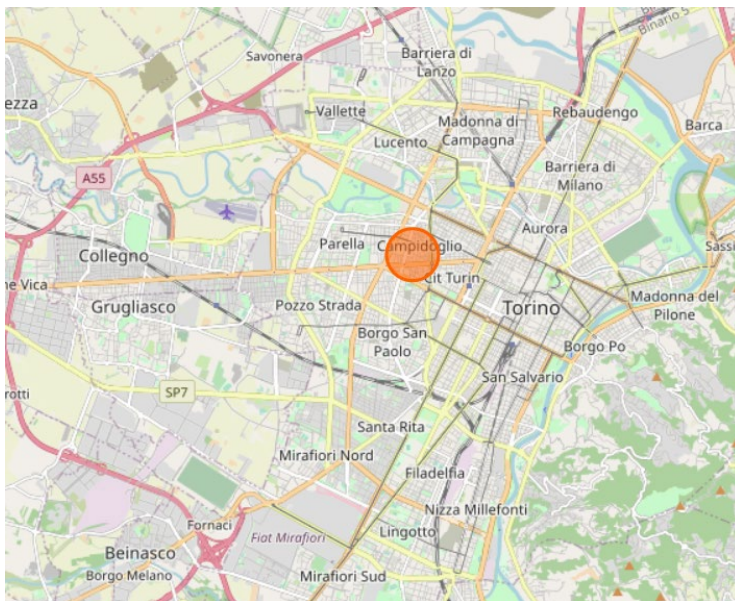 Binario S
Savonera
Barriera di
Lanzo
ezza
Vallette
Madonna di
Campagna
Rebaudengo
Barca
Lucento
Barriera di
Milano
A55
Aurora
Parella
Campidoglio
Sassi
Collegno
ne Vica
Cit Turin
Grugliasco
Pozzo Strada
Torino
Madonna del
Pilone
Borgo San
Paolo
Borgo Po
San Salvario
rotti
SP7
Santa Rita
Mirafiori Nord
Filadelfia
Nizza Millefonti
Fornaci
Fiat Mirafiori
Lingotto
Beinasco
Borgo Melano
Mirafiori Sud